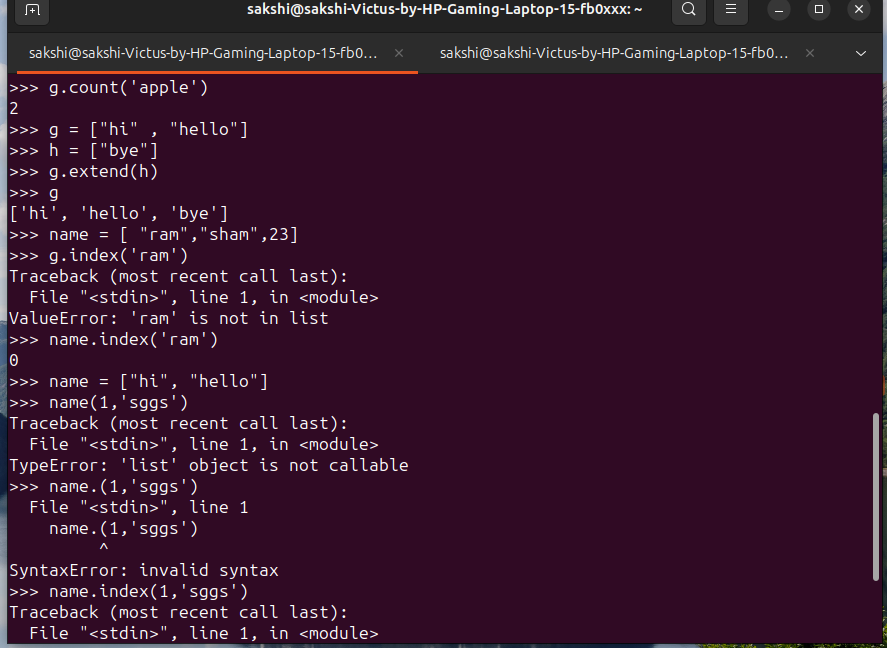 sakshi@sakshi-Victus-by-HP-Gaming-Laptop-15-fb0xxx: ~
sakshi@sakshi-Victus-by-HP-Gaming-Laptop-15-fb0...
sakshi@sakshi-Victus-by-HP-Gaming-Laptop-15-fb0...
>>> g.count('apple')
2
>>> g = ["hi" , "hello"]
>>> h = ["bye"]
>>> g.extend(h)
>>> g
['hi', 'hello', 'bye']
>>> name = [ "ram","sham",23]
>>> g.index('ram')
Traceback (most recent call last):
  File "<stdin>", line 1, in <module>
ValueError: 'ram' is not in list
>>> name.index('ram')
0
>>> name = ["hi", "hello"]
>>> name(1,'sggs')
Traceback (most recent call last):
  File "<stdin>", line 1, in <module>
TypeError: 'list' object is not callable
>>> name.(1,'sggs')
  File "<stdin>", line 1
    name.(1,'sggs')
         ^
SyntaxError: invalid syntax
>>> name.index(1,'sggs')
Traceback (most recent call last):
  File "<stdin>", line 1, in <module>